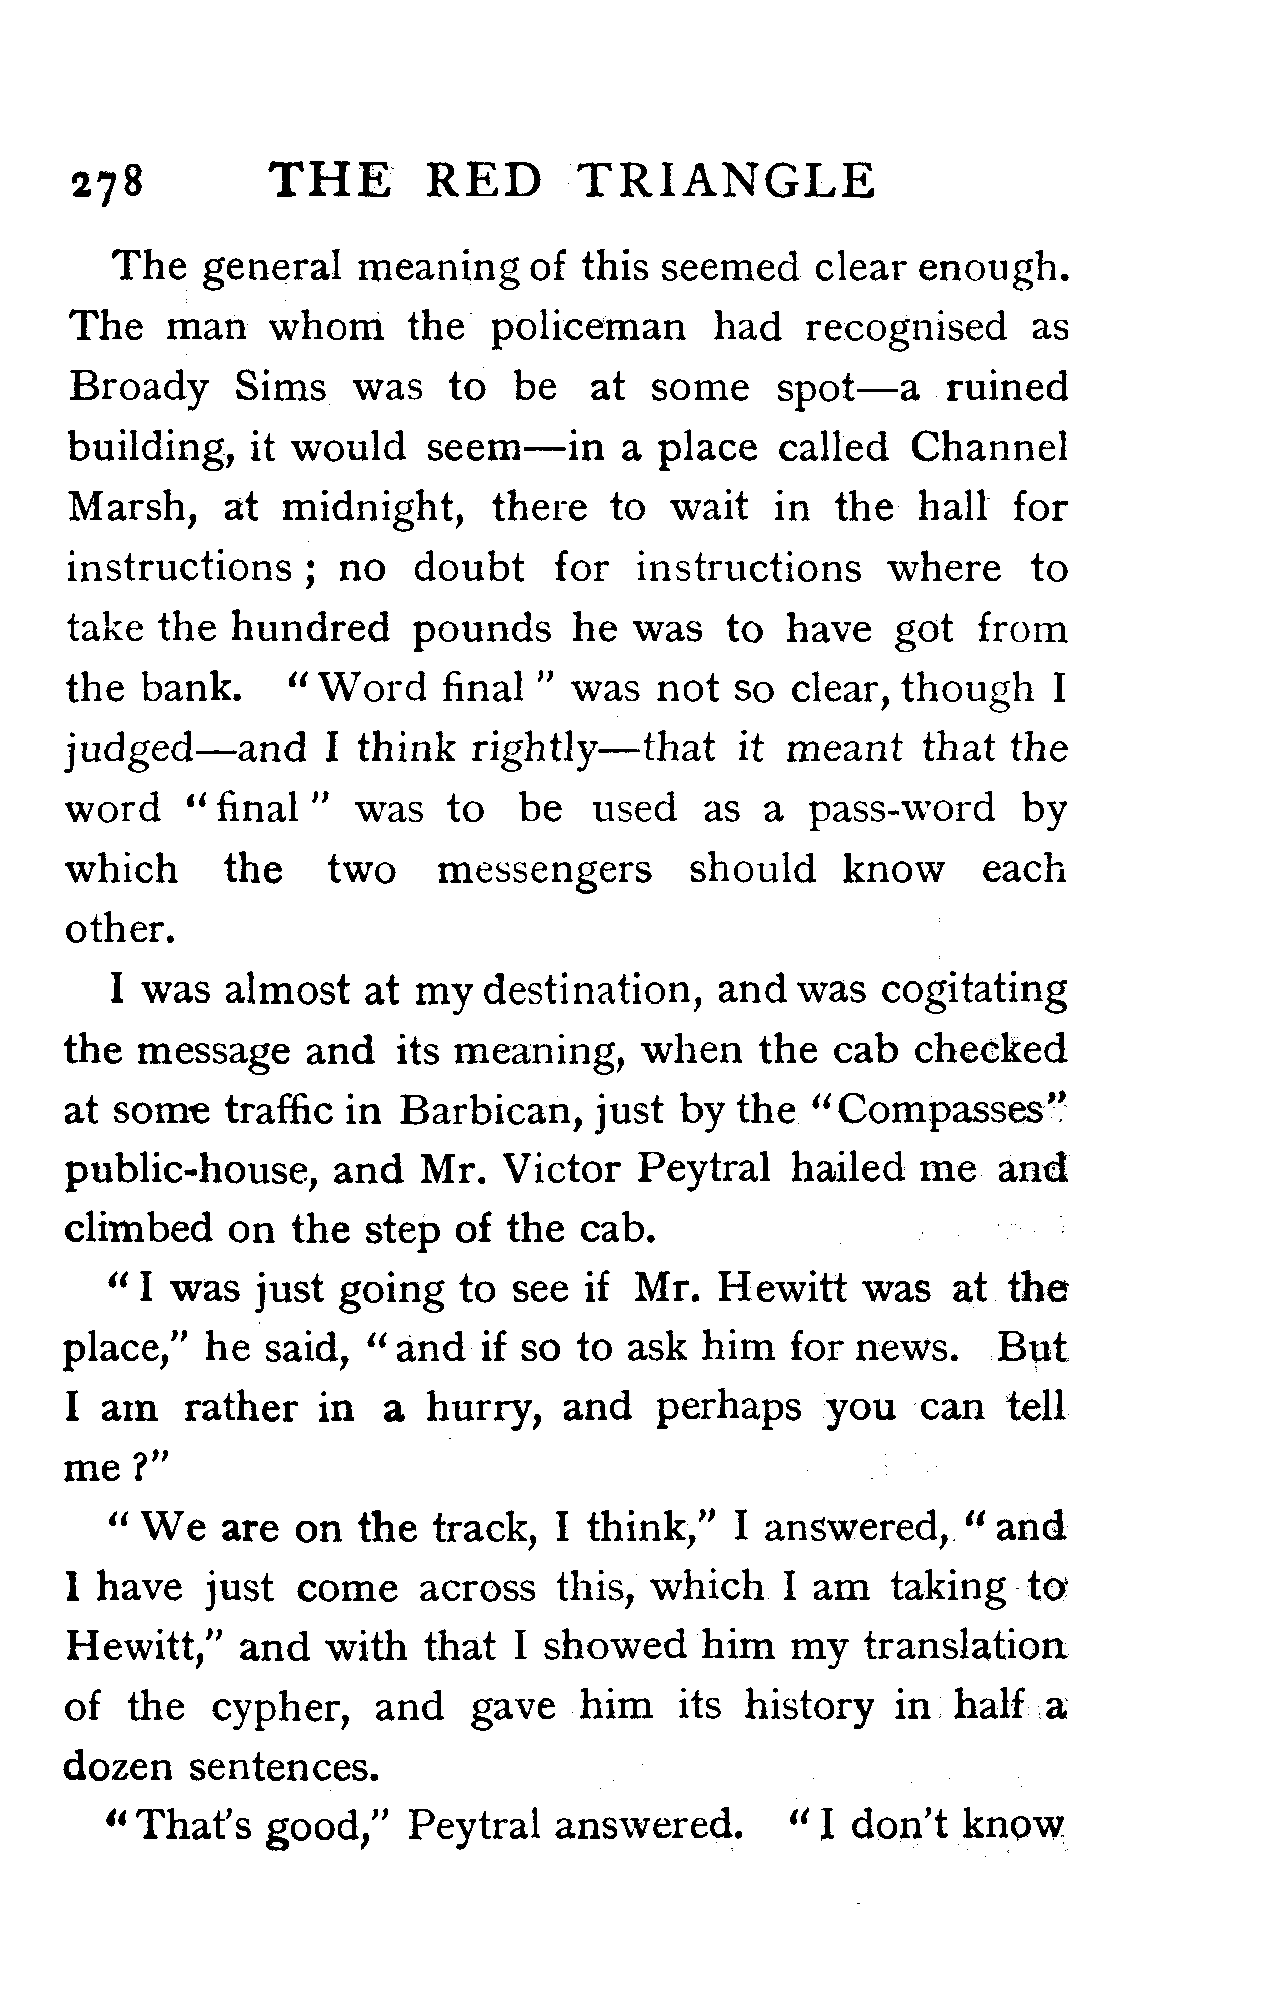 278 THE RED TRIANGLE
The general meaning of this seemed clear enough.
The man whom the policeman had recognised as
Broady Sims was to be at some spot—a ruined
building, it would seem—in a place called Channel
Marsh, at midnight, there to wait in the hall for
instructions ; no doubt for instructions where to
take the hundred pounds he was to have got from
the bank. “ Word final ” was not so clear, though I
judged—and I think rightly—that it meant that the
word “ final ” was to be used as a pass-word by
which the two messengers should know each
other.
I was almost at my destination, and was cogitating
the message and its meaning, when the cab checked
at some traffic in Barbican, just by the “Compasses”
public-house, and Mr. Victor Peytral hailed me and
climbed on the step of the cab.
“ I was just going to see if Mr. Hewitt was at the
place,” he said, “ and if so to ask him for news. But
I am rather in a hurry, and perhaps you can tell
me ?”
“ We are on the track, I think,” I answered, “ and
I have just come across this, which I am taking to
Hewitt,” and with that I showed him my translation
of the cypher, and gave him its history in half a
dozen sentences.
“ That’s good,” Peytral answered. “ I don’t know